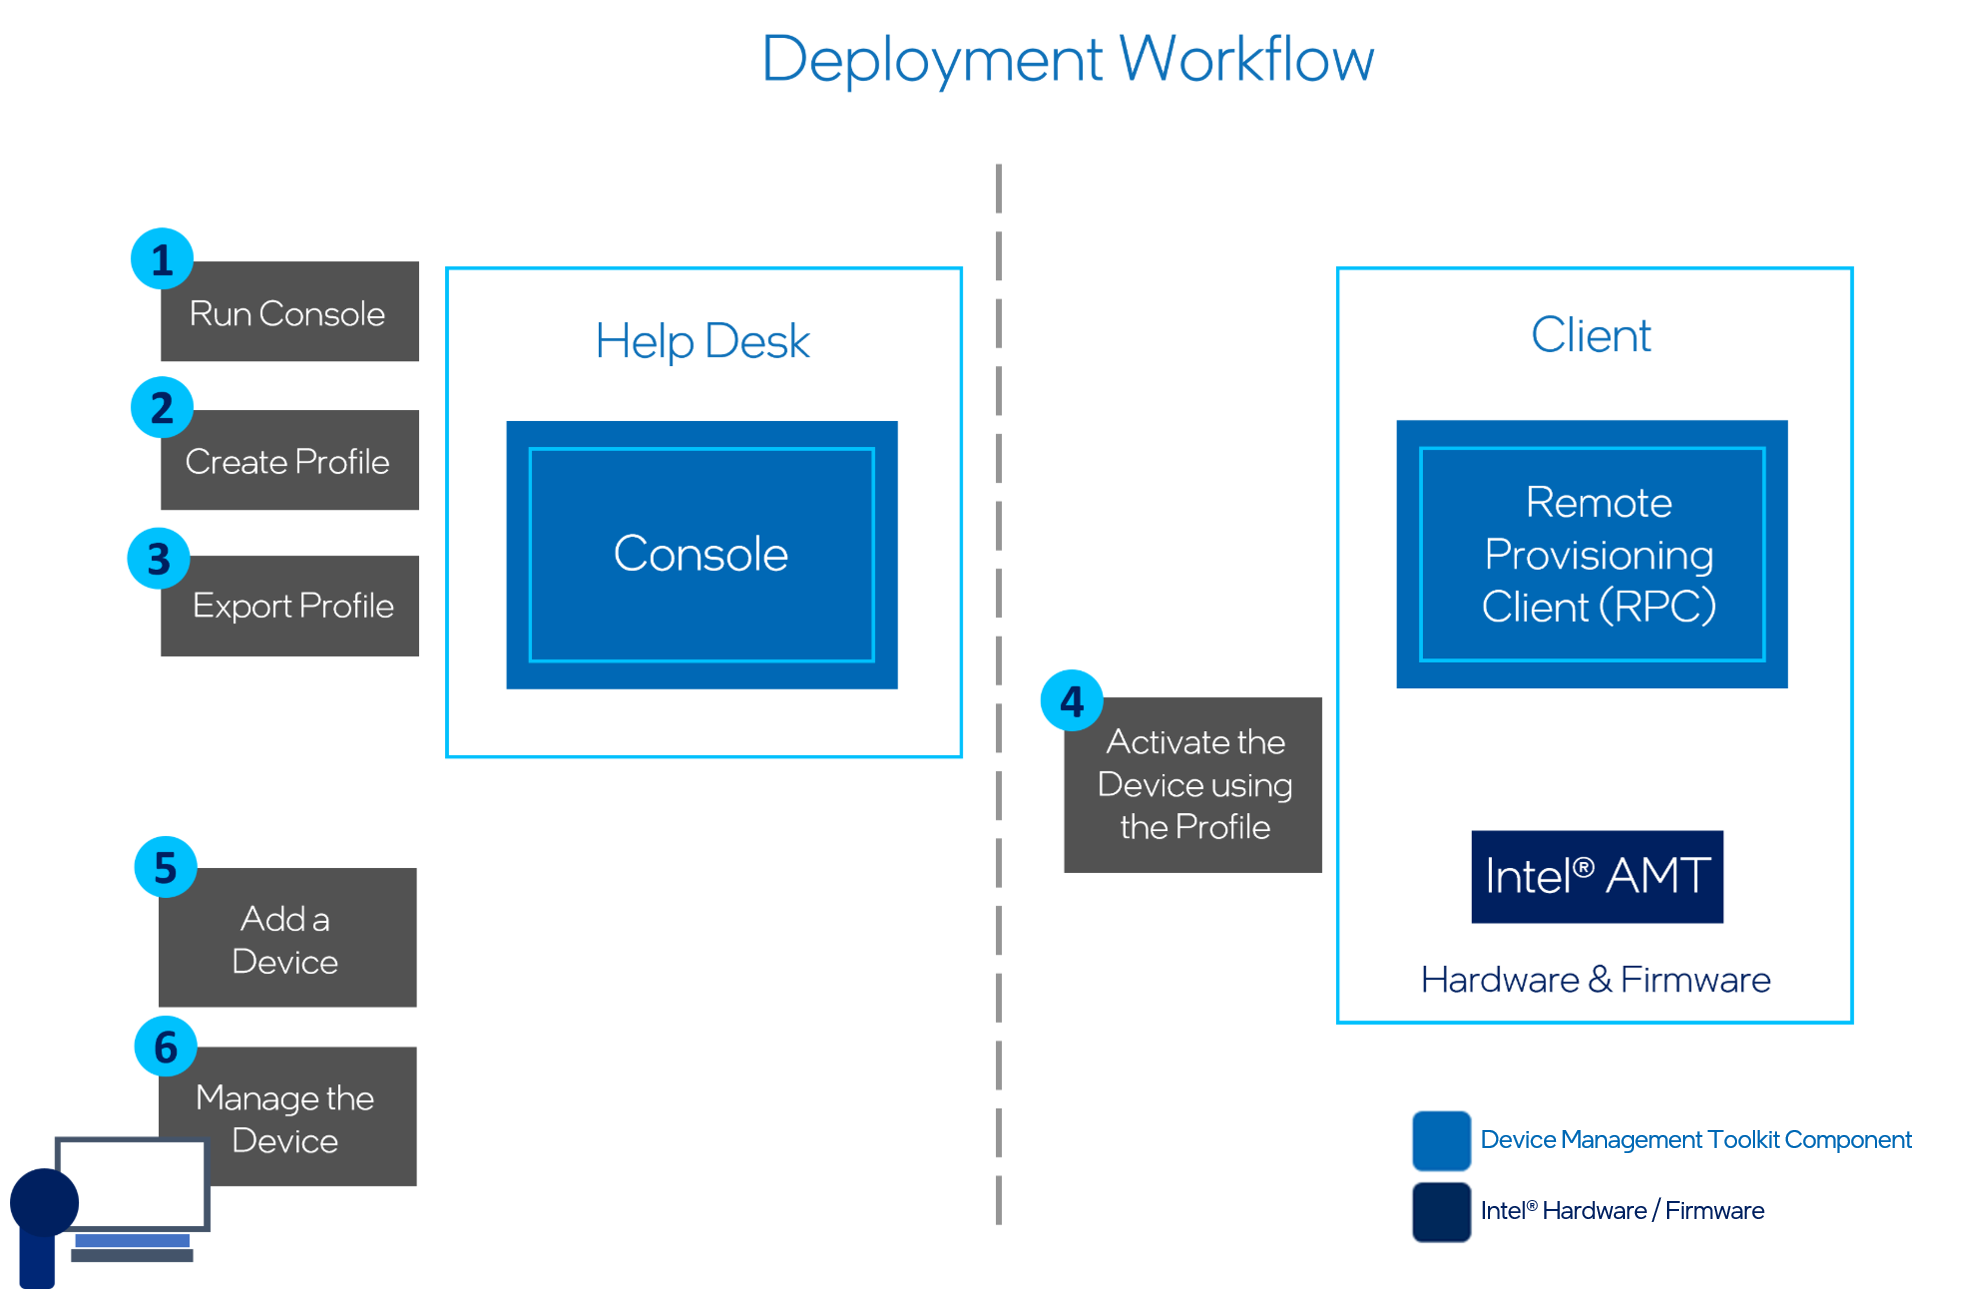 Deployment Workflow
1
Run Console
2
Create Profile
3
Export Profile
Help Desk
Console
4
Activate the
Device using
the Profile
Client
Remote
Provisioning
Client (RPC)
Intel® AMT
Hardware & Firmware
5
Add a
Device
6
Manage the
Device
Device Management Toolkit Component
Intel® Hardware / Firmware